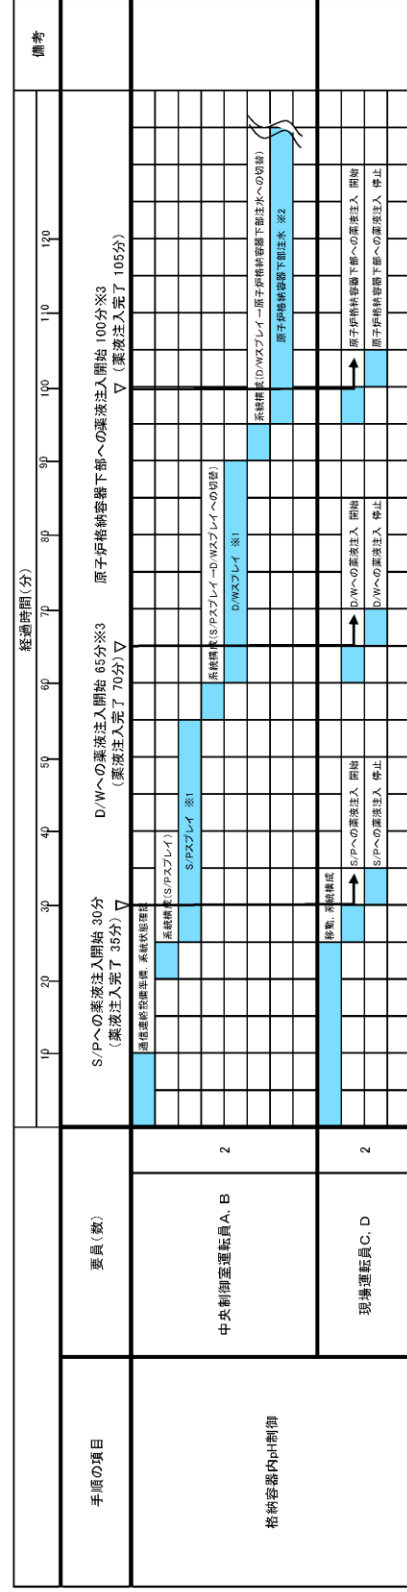 手順の項目
要員(数)
経過時間(分)
備考
10
20
30
40
50
60
70
80
90
100
110
120
S/Pへの薬液注入開始 30分
(薬液注入完了 35分)
D/Wへの薬液注入開始 65分※3
(薬液注入完了 70分)
原子炉格納容器下部への薬液注入開始 100分※3
(薬液注入完了 105分)
格納容器内pH制御
中央制御室運転員A, B
2
通信連絡設備準備, 系統状態確認
系統構成(S/Pスプレイ)
S/Pスプレイ ※1
系統構成(S/Pスプレイ→D/Wスプレイへの切替)
D/Wスプレイ ※1
系統構成(D/Wスプレイ→原子炉格納容器下部注水への切替)
原子炉格納容器下部注水 ※2
現場運転員C, D
2
移動, 系統構成
S/Pへの薬液注入 開始
S/Pへの薬液注入 停止
D/Wへの薬液注入 開始
D/Wへの薬液注入 停止
原子炉格納容器下部への薬液注入 開始
原子炉格納容器下部への薬液注入 停止